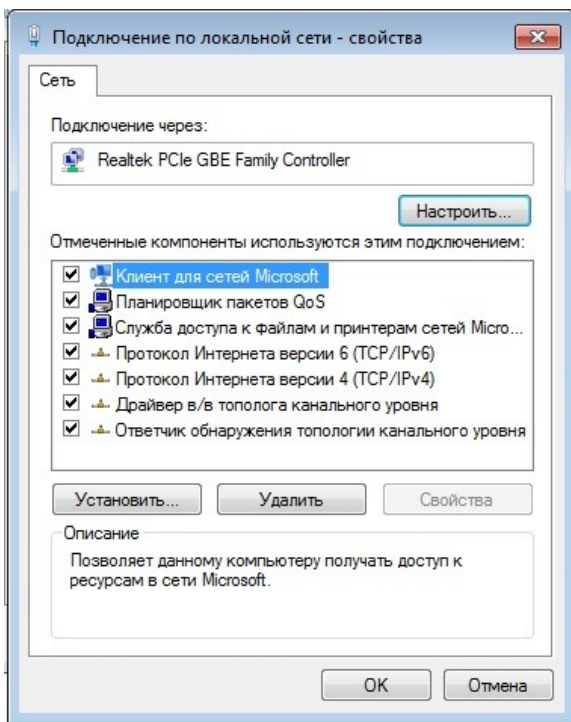 Подключение по локальной сети - свойства
Сеть
Подключение через:
Realtek PCIe GBE Family Controller
Настроить...
Отмеченные компоненты используются этим подключением:
Клиент для сетей Microsoft
Планировщик пакетов QoS
Служба доступа к файлам и принтерам сетей Micro...
Протокол Интернета версии 6 (TCP/IPv6)
Протокол Интернета версии 4 (TCP/IPv4)
Драйвер в/в тополога канального уровня
Ответчик обнаружения топологии канального уровня
Установить...
Удалить
Свойства
Описание
Позволяет данному компьютеру получать доступ к
ресурсам в сети Microsoft.
OK
Отмена